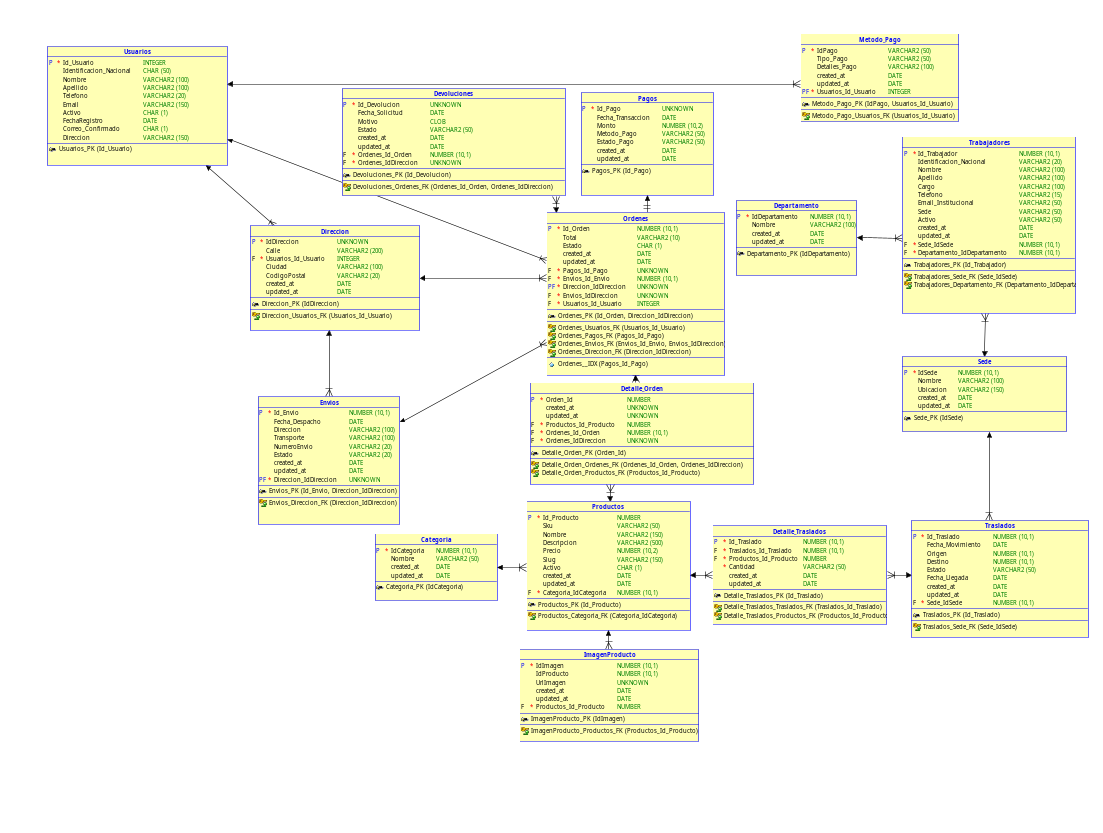 Usuarios
P * Id_Usuario INTEGER
Identificacion_Nacional CHAR (50)
Nombre VARCHAR2 (100)
Apellido VARCHAR2 (100)
Telefono VARCHAR2 (20)
Email VARCHAR2 (150)
Activo CHAR (1)
FechaRegistro DATE
Correo_Confirmado CHAR (1)
Direccion VARCHAR2 (150)
Usuarios_PK (Id_Usuario)
Metodo_Pago
P * IdPago VARCHAR2 (50)
Tipo_Pago VARCHAR2 (50)
Detalles_Pago VARCHAR2 (100)
created_at DATE
updated_at DATE
PF * Usuarios_Id_Usuario INTEGER
Metodo_Pago_PK (IdPago, Usuarios_Id_Usuario)
Metodo_Pago_Usuarios_FK (Usuarios_Id_Usuario)
Devoluciones
P * Id_Devolucion UNKNOWN
Fecha_Solicitud DATE
Motivo CLOB
Estado VARCHAR2 (50)
created_at DATE
updated_at DATE
F * Ordenes_Id_Orden NUMBER (10,1)
F * Ordenes_IdDireccion UNKNOWN
Devoluciones_PK (Id_Devolucion)
Devoluciones_Ordenes_FK (Ordenes_Id_Orden, Ordenes_IdDireccion)
Pagos
P * Id_Pago UNKNOWN
Fecha_Transaccion DATE
Monto NUMBER (10,2)
Metodo_Pago VARCHAR2 (50)
Estado_Pago VARCHAR2 (50)
created_at DATE
updated_at DATE
Pagos_PK (Id_Pago)
Trabajadores
P * Id_Trabajador NUMBER (10,1)
Identificacion_Nacional VARCHAR2 (20)
Nombre VARCHAR2 (100)
Apellido VARCHAR2 (100)
Cargo VARCHAR2 (100)
Telefono VARCHAR2 (15)
Email_Institucional VARCHAR2 (50)
Sede VARCHAR2 (50)
Activo VARCHAR2 (50)
created_at DATE
updated_at DATE
F * Sede_IdSede NUMBER (10,1)
F * Departamento_IdDepartamento NUMBER (10,1)
Trabajadores_PK (Id_Trabajador)
Trabajadores_Sede_FK (Sede_IdSede)
Trabajadores_Departamento_FK (Departamento_IdDeparta
Departamento
P * IdDepartamento NUMBER (10,1)
Nombre VARCHAR2 (100)
created_at DATE
updated_at DATE
Departamento_PK (IdDepartamento)
Ordenes
P * Id_Orden NUMBER (10,1)
Total VARCHAR2 (10)
Estado CHAR (1)
created_at DATE
updated_at DATE
F * Pagos_Id_Pago UNKNOWN
F * Envios_Id_Envio NUMBER (10,1)
PF * Direccion_IdDireccion UNKNOWN
F * Envios_IdDireccion UNKNOWN
F * Usuarios_Id_Usuario INTEGER
Ordenes_PK (Id_Orden, Direccion_IdDireccion)
Ordenes_Usuarios_FK (Usuarios_Id_Usuario)
Ordenes_Pagos_FK (Pagos_Id_Pago)
Ordenes_Envios_FK (Envios_Id_Envio, Envios_IdDireccion
Ordenes_Direccion_FK (Direccion_IdDireccion)
Ordenes__IDX (Pagos_Id_Pago)
Direccion
P * IdDireccion UNKNOWN
Calle VARCHAR2 (200)
F * Usuarios_Id_Usuario INTEGER
Ciudad VARCHAR2 (100)
CodigoPostal VARCHAR2 (20)
created_at DATE
updated_at DATE
Direccion_PK (IdDireccion)
Direccion_Usuarios_FK (Usuarios_Id_Usuario)
Sede
P * IdSede NUMBER (10,1)
Nombre VARCHAR2 (100)
Ubicacion VARCHAR2 (150)
created_at DATE
updated_at DATE
Sede_PK (IdSede)
Detalle_Orden
P * Orden_Id NUMBER
created_at UNKNOWN
updated_at UNKNOWN
F * Productos_Id_Producto NUMBER
F * Ordenes_Id_Orden NUMBER (10,1)
F * Ordenes_IdDireccion UNKNOWN
Detalle_Orden_PK (Orden_Id)
Detalle_Orden_Ordenes_FK (Ordenes_Id_Orden, Ordenes_IdDireccion)
Detalle_Orden_Productos_FK (Productos_Id_Producto)
Envios
P * Id_Envio NUMBER (10,1)
Fecha_Despacho DATE
Direccion VARCHAR2 (100)
Transporte VARCHAR2 (100)
NumeroEnvio VARCHAR2 (20)
Estado VARCHAR2 (20)
created_at DATE
updated_at DATE
PF * Direccion_IdDireccion UNKNOWN
Envios_PK (Id_Envio, Direccion_IdDireccion)
Envios_Direccion_FK (Direccion_IdDireccion)
Productos
P * Id_Producto NUMBER
Sku VARCHAR2 (50)
Nombre VARCHAR2 (150)
Descripcion VARCHAR2 (500)
Precio NUMBER (10,2)
Slug VARCHAR2 (150)
Activo CHAR (1)
created_at DATE
updated_at DATE
F * Categoria_IdCategoria NUMBER (10,1)
Productos_PK (Id_Producto)
Productos_Categoria_FK (Categoria_IdCategoria)
Categoria
P * IdCategoria NUMBER (10,1)
Nombre VARCHAR2 (50)
created_at DATE
updated_at DATE
Categoria_PK (IdCategoria)
Detalle_Traslados
P * Id_Traslado NUMBER (10,1)
F * Traslados_Id_Traslado NUMBER (10,1)
F * Productos_Id_Producto NUMBER
* Cantidad VARCHAR2 (50)
created_at DATE
updated_at DATE
Detalle_Traslados_PK (Id_Traslado)
Detalle_Traslados_Traslados_FK (Traslados_Id_Traslado)
Detalle_Traslados_Productos_FK (Productos_Id_Producto
Traslados
P * Id_Traslado NUMBER (10,1)
Fecha_Movimiento DATE
Origen NUMBER (10,1)
Destino NUMBER (10,1)
Estado VARCHAR2 (50)
Fecha_Llegada DATE
created_at DATE
updated_at DATE
F * Sede_IdSede NUMBER (10,1)
Traslados_PK (Id_Traslado)
Traslados_Sede_FK (Sede_IdSede)
ImagenProducto
P * IdImagen NUMBER (10,1)
IdProducto NUMBER (10,1)
UrlImagen UNKNOWN
created_at DATE
updated_at DATE
F * Productos_Id_Producto NUMBER
ImagenProducto_PK (IdImagen)
ImagenProducto_Productos_FK (Productos_Id_Producto)